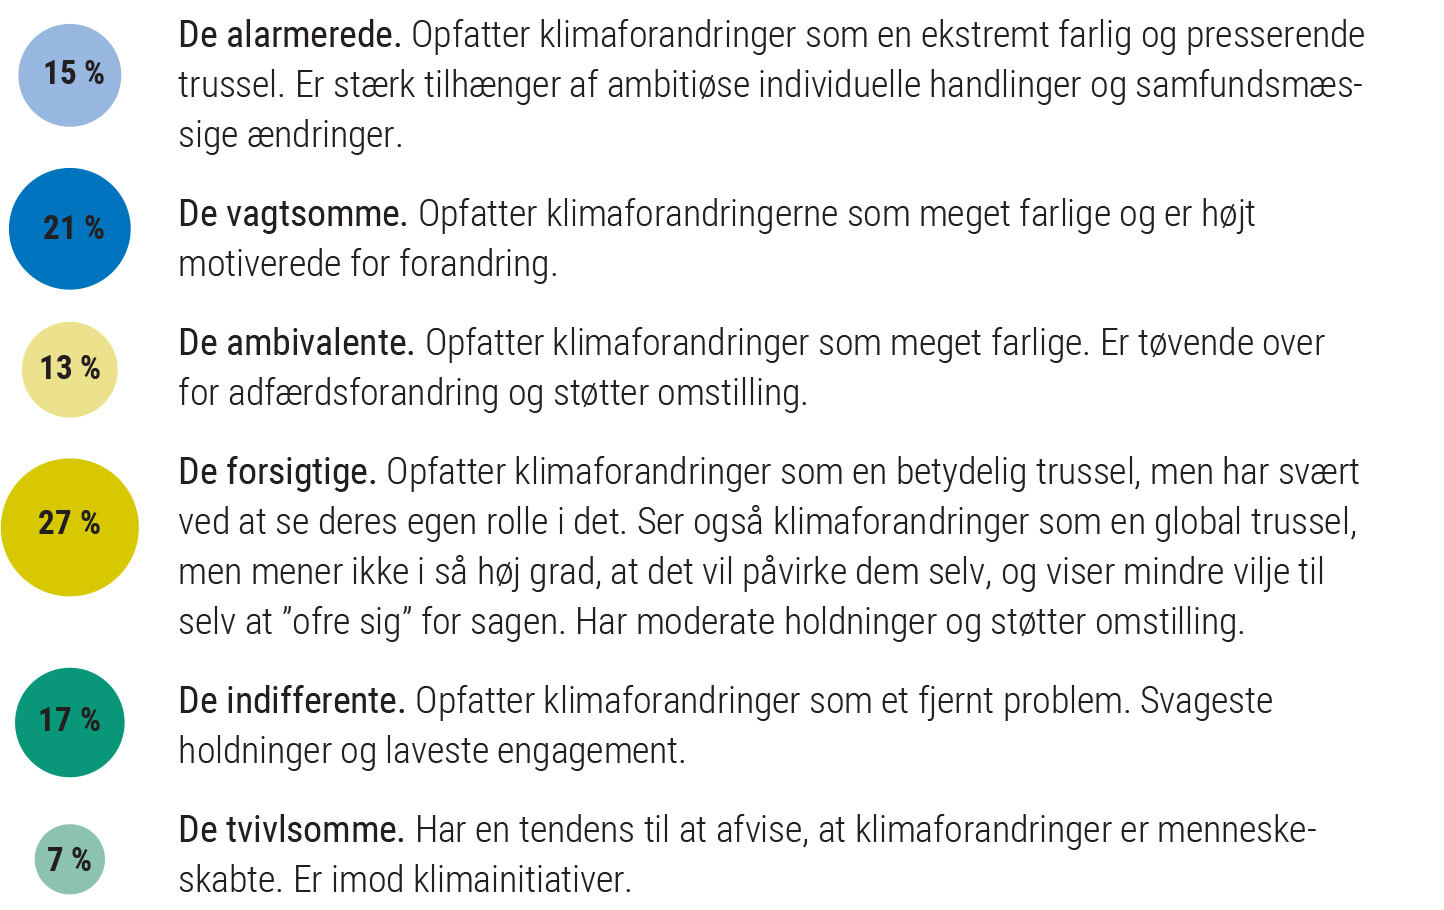 15 %
De alarmerede. Opfatter klimaforandringer som en ekstremt farlig og presserende
trussel. Er stærk tilhænger af ambitiøse individuelle handlinger og samfundsmæs-
sige ændringer.
21 %
De vagtsomme. Opfatter klimaforandringerne som meget farlige og er højt
motiverede for forandring.
13 %
De ambivalente. Opfatter klimaforandringer som meget farlige. Er tøvende over
for adfærdsforandring og støtter omstilling.
27 %
De forsigtige. Opfatter klimaforandringer som en betydelig trussel, men har svært
ved at se deres egen rolle i det. Ser også klimaforandringer som en global trussel,
men mener ikke i så høj grad, at det vil påvirke dem selv, og viser mindre vilje til
selv at ”ofre sig” for sagen. Har moderate holdninger og støtter omstilling.
17 %
De indifferente. Opfatter klimaforandringer som et fjernt problem. Svageste
holdninger og laveste engagement.
7 %
De tvivlsomme. Har en tendens til at afvise, at klimaforandringer er menneske-
skabte. Er imod klimainitiativer.